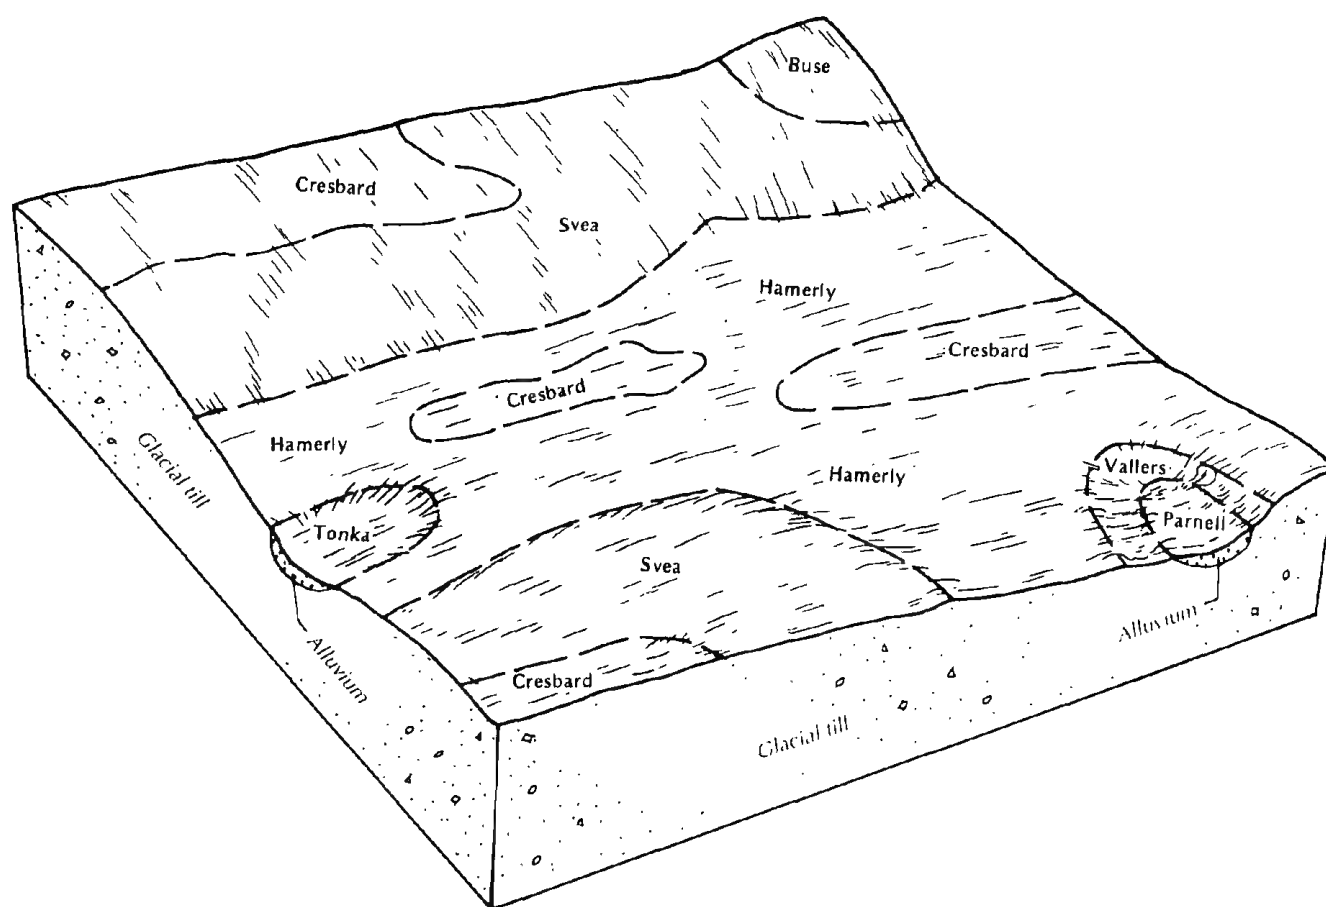 Buse
Cresbard
Svea
Hamerly
Cresbard
Cresbard
Hamerly
Hamerly
Vallers
Parnell
Tonka
Svea
Cresbard
Glacial till
Alluvium
Alluvium
Glacial till